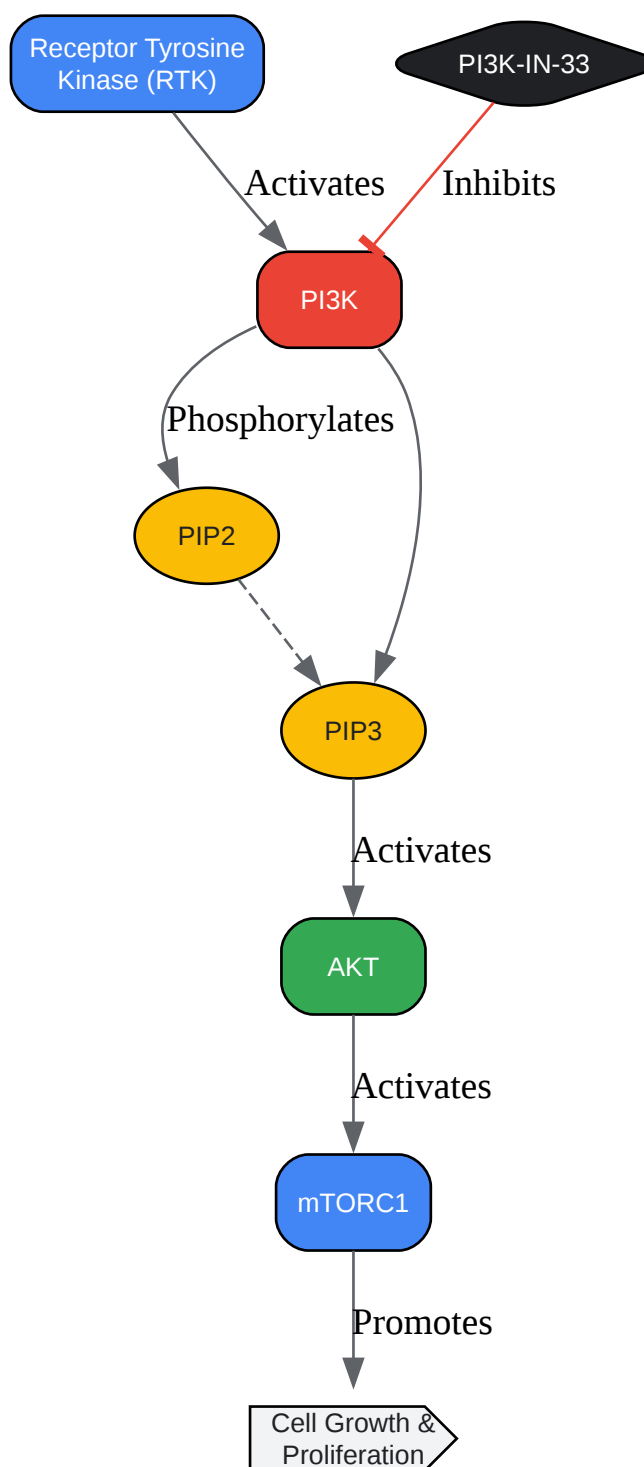 Receptor Tyrosine
Kinase (RTK)
PI3K-IN-33
Activates
Inhibits
PI3K
Phosphorylates
PIP2
PIP3
Activates
AKT
Activates
mTORC1
Promotes
Cell Growth &
Proliferation